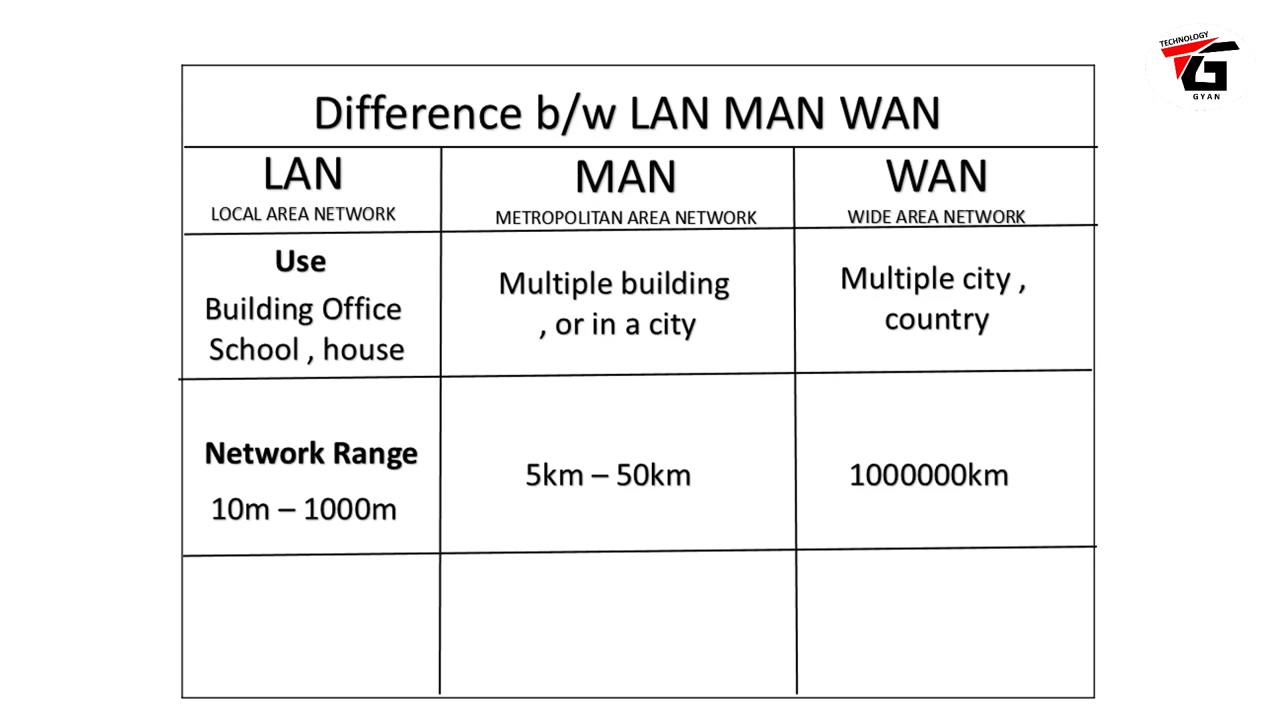 TECHNOLOGY
GYAN
Difference b/w LAN MAN WAN
LAN
LOCAL AREA NETWORK
MAN
METROPOLITAN AREA NETWORK
WAN
WIDE AREA NETWORK
Use
Building Office
School , house
Multiple building
, or in a city
Multiple city ,
country
Network Range
10m – 1000m
5km – 50km
1000000km